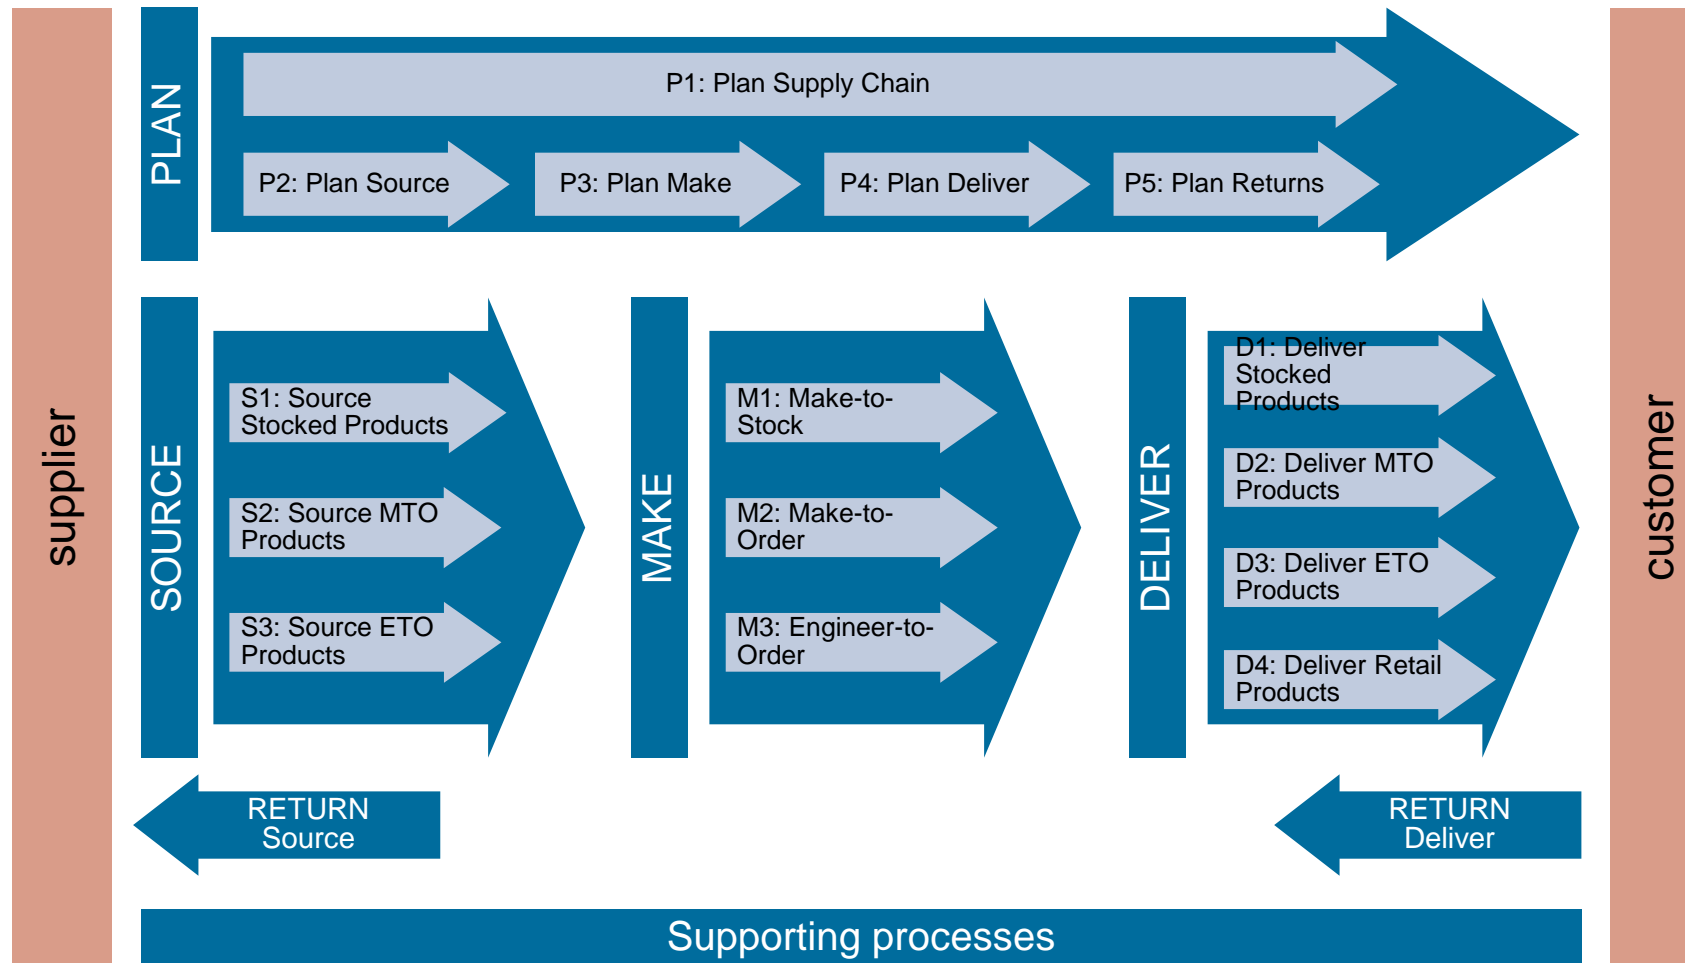 supplier
PLAN
P1: Plan Supply Chain
P2: Plan Source
P3: Plan Make
P4: Plan Deliver
P5: Plan Returns
SOURCE
S1: Source
Stocked Products
S2: Source MTO
Products
S3: Source ETO
Products
MAKE
M1: Make-to-
Stock
M2: Make-to-
Order
M3: Engineer-to-
Order
DELIVER
D1: Deliver
Stocked
Products
D2: Deliver MTO
Products
D3: Deliver ETO
Products
D4: Deliver Retail
Products
customer
RETURN
Source
RETURN
Deliver
Supporting processes